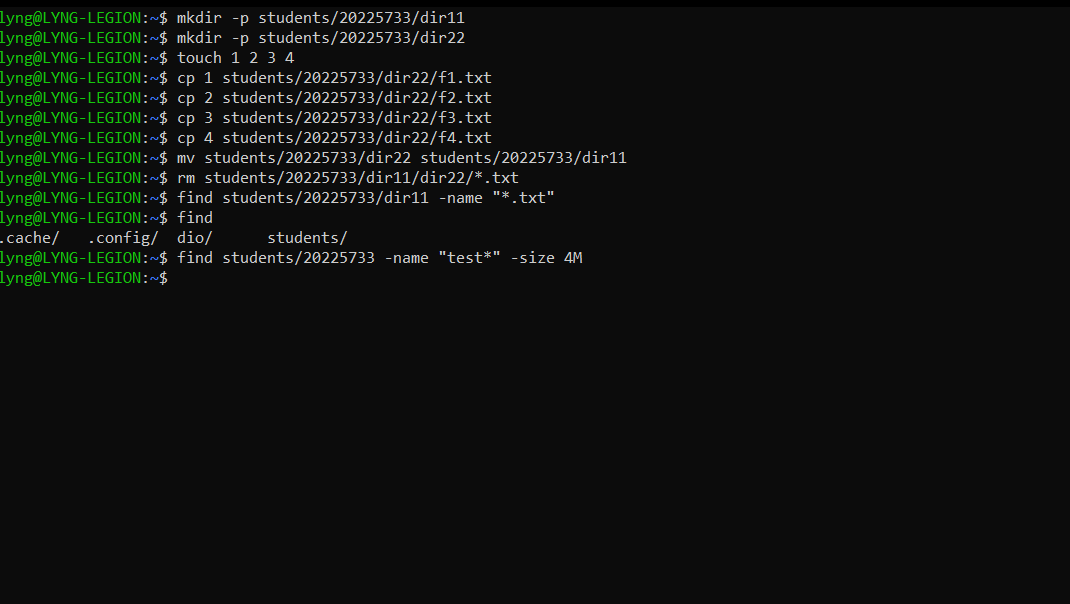 lyng@LYNG-LEGION:~$ mkdir -p students/20225733/dir11
lyng@LYNG-LEGION:~$ mkdir -p students/20225733/dir22
lyng@LYNG-LEGION:~$ touch 1 2 3 4
lyng@LYNG-LEGION:~$ cp 1 students/20225733/dir22/f1.txt
lyng@LYNG-LEGION:~$ cp 2 students/20225733/dir22/f2.txt
lyng@LYNG-LEGION:~$ cp 3 students/20225733/dir22/f3.txt
lyng@LYNG-LEGION:~$ cp 4 students/20225733/dir22/f4.txt
lyng@LYNG-LEGION:~$ mv students/20225733/dir22 students/20225733/dir11
lyng@LYNG-LEGION:~$ rm students/20225733/dir11/dir22/*.txt
lyng@LYNG-LEGION:~$ find students/20225733/dir11 -name "*.txt"
lyng@LYNG-LEGION:~$ find
.cache/ .config/ dio/ students/
lyng@LYNG-LEGION:~$ find students/20225733 -name "test*" -size 4M
lyng@LYNG-LEGION:~$